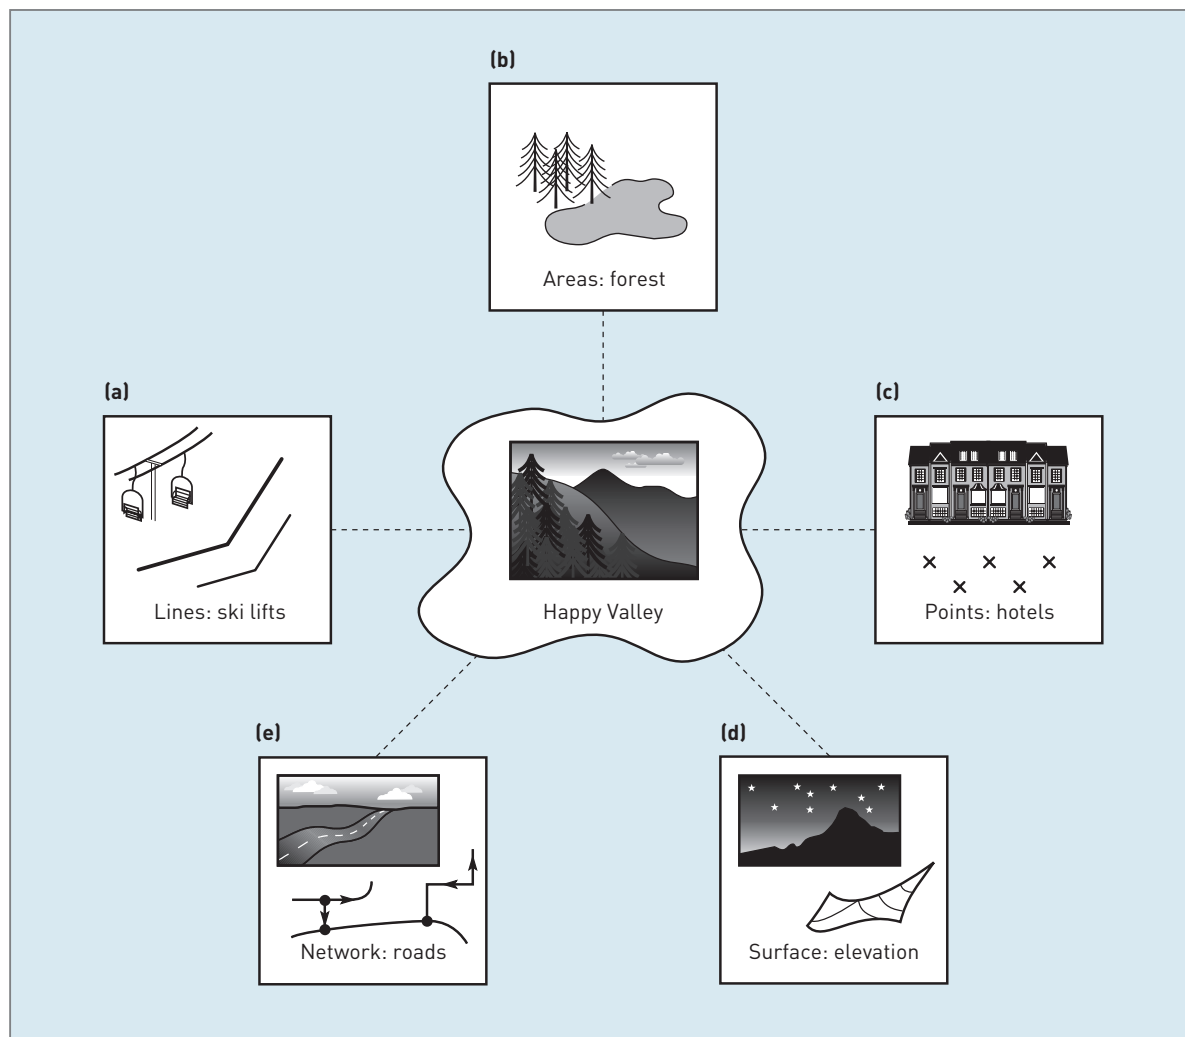 (b)
Areas: forest
(a)
Lines: ski lifts
Happy Valley
(c)
Points: hotels
(e)
Network: roads
(d)
Surface: elevation